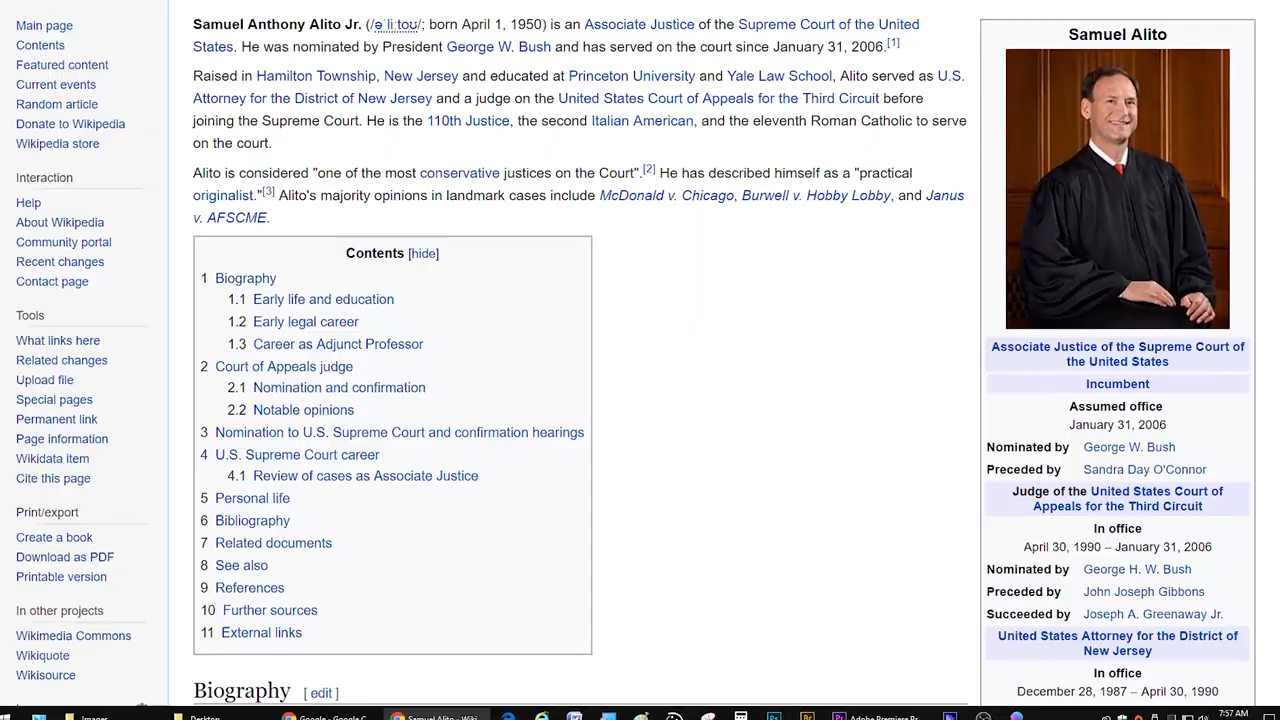 Main page
Contents
Featured content
Current events
Random article
Donate to Wikipedia
Wikipedia store
Interaction
Help
About Wikipedia
Community portal
Recent changes
Contact page
Tools
What links here
Related changes
Upload file
Special pages
Permanent link
Page information
Wikidata item
Cite this page
Print/export
Create a book
Download as PDF
Printable version
In other projects
Wikimedia Commons
Wikiquote
Wikisource
Samuel Anthony Alito Jr. (/əˈliːtoʊ/; born April 1, 1950) is an Associate Justice of the Supreme Court of the United
States. He was nominated by President George W. Bush and has served on the court since January 31, 2006.[1]
Raised in Hamilton Township, New Jersey and educated at Princeton University and Yale Law School, Alito served as U.S.
Attorney for the District of New Jersey and a judge on the United States Court of Appeals for the Third Circuit before
joining the Supreme Court. He is the 110th Justice, the second Italian American, and the eleventh Roman Catholic to serve
on the court.
Alito is considered "one of the most conservative justices on the Court".[2] He has described himself as a "practical
originalist."[3] Alito's majority opinions in landmark cases include McDonald v. Chicago, Burwell v. Hobby Lobby, and Janus
v. AFSCME.
Contents [hide]
1 Biography
1.1 Early life and education
1.2 Early legal career
1.3 Career as Adjunct Professor
2 Court of Appeals judge
2.1 Nomination and confirmation
2.2 Notable opinions
3 Nomination to U.S. Supreme Court and confirmation hearings
4 U.S. Supreme Court career
4.1 Review of cases as Associate Justice
5 Personal life
6 Bibliography
7 Related documents
8 See also
9 References
10 Further sources
11 External links
Biography [ edit ]
Samuel Alito
Associate Justice of the Supreme Court of
the United States
Incumbent
Assumed office
January 31, 2006
Nominated by George W. Bush
Preceded by Sandra Day O'Connor
Judge of the United States Court of
Appeals for the Third Circuit
In office
April 30, 1990 – January 31, 2006
Nominated by George H. W. Bush
Preceded by John Joseph Gibbons
Succeeded by Joseph A. Greenaway Jr.
United States Attorney for the District of
New Jersey
In office
December 28, 1987 – April 30, 1990
Images
Desktop
Google - Google C...
Samuel Alito - Wiki...
Adobe Premiere Pr...
7:57 AM